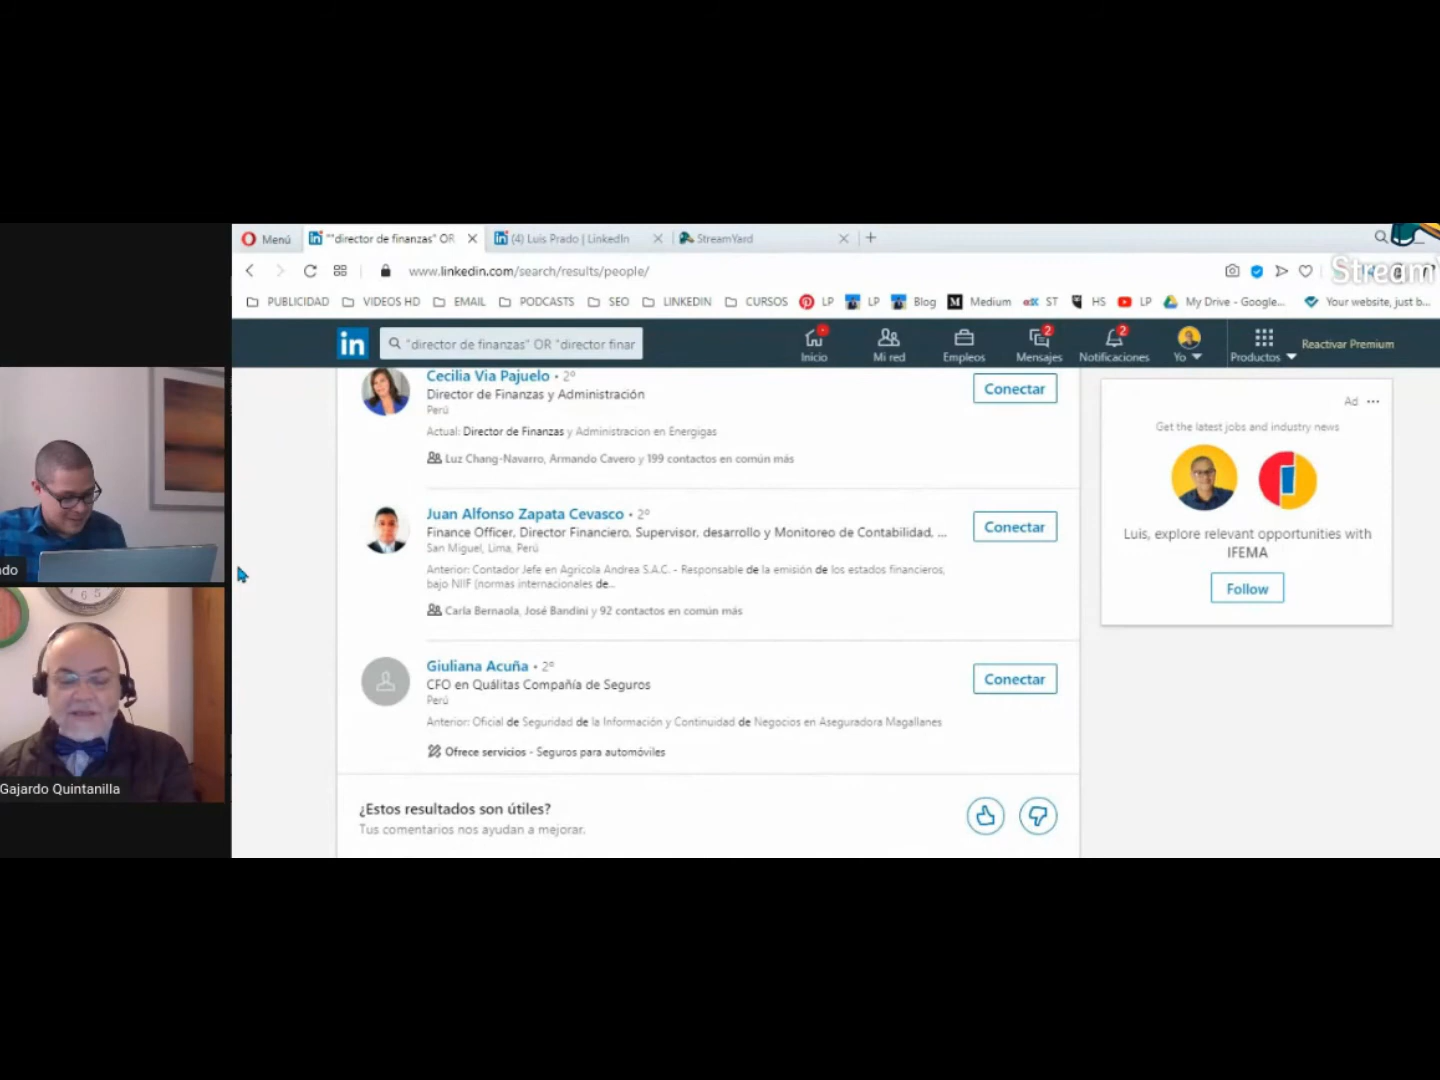 Menú
"director de finanzas" OR
(4) Luis Prado | LinkedIn
StreamYard
www.linkedin.com/search/results/people/
PUBLICIDAD VIDEOS HD EMAIL PODCASTS SEO LINKEDIN CURSOS LP LP Blog Medium ST HS LP My Drive - Google... Your website, just b...
in
"director de finanzas" OR "director finar
Inicio
Mi red
Empleos
2
Mensajes
2
Notificaciones
Yo
Productos
Reactivar Premium
Cecilia Via Pajuelo • 2º
Director de Finanzas y Administración
Perú
Actual: Director de Finanzas y Administracion en Energigas
Luz Chang-Navarro, Armando Cavero y 199 contactos en común más
Conectar
Juan Alfonso Zapata Cevasco • 2º
Finance Officer, Director Financiero, Supervisor, desarrollo y Monitoreo de Contabilidad, ...
San Miguel, Lima, Perú
Anterior: Contador Jefe en Agricola Andrea S.A.C. - Responsable de la emisión de los estados financieros,
bajo NIIF (normas internacionales de...
Carla Bernaola, José Bandini y 92 contactos en común más
Conectar
Giuliana Acuña • 2º
CFO en Quálitas Compañía de Seguros
Perú
Anterior: Oficial de Seguridad de la Información y Continuidad de Negocios en Aseguradora Magallanes
Ofrece servicios - Seguros para automóviles
Conectar
¿Estos resultados son útiles?
Tus comentarios nos ayudan a mejorar.
Ad ...
Get the latest jobs and industry news
Luis, explore relevant opportunities with
IFEMA
Follow
ado
Gajardo Quintanilla